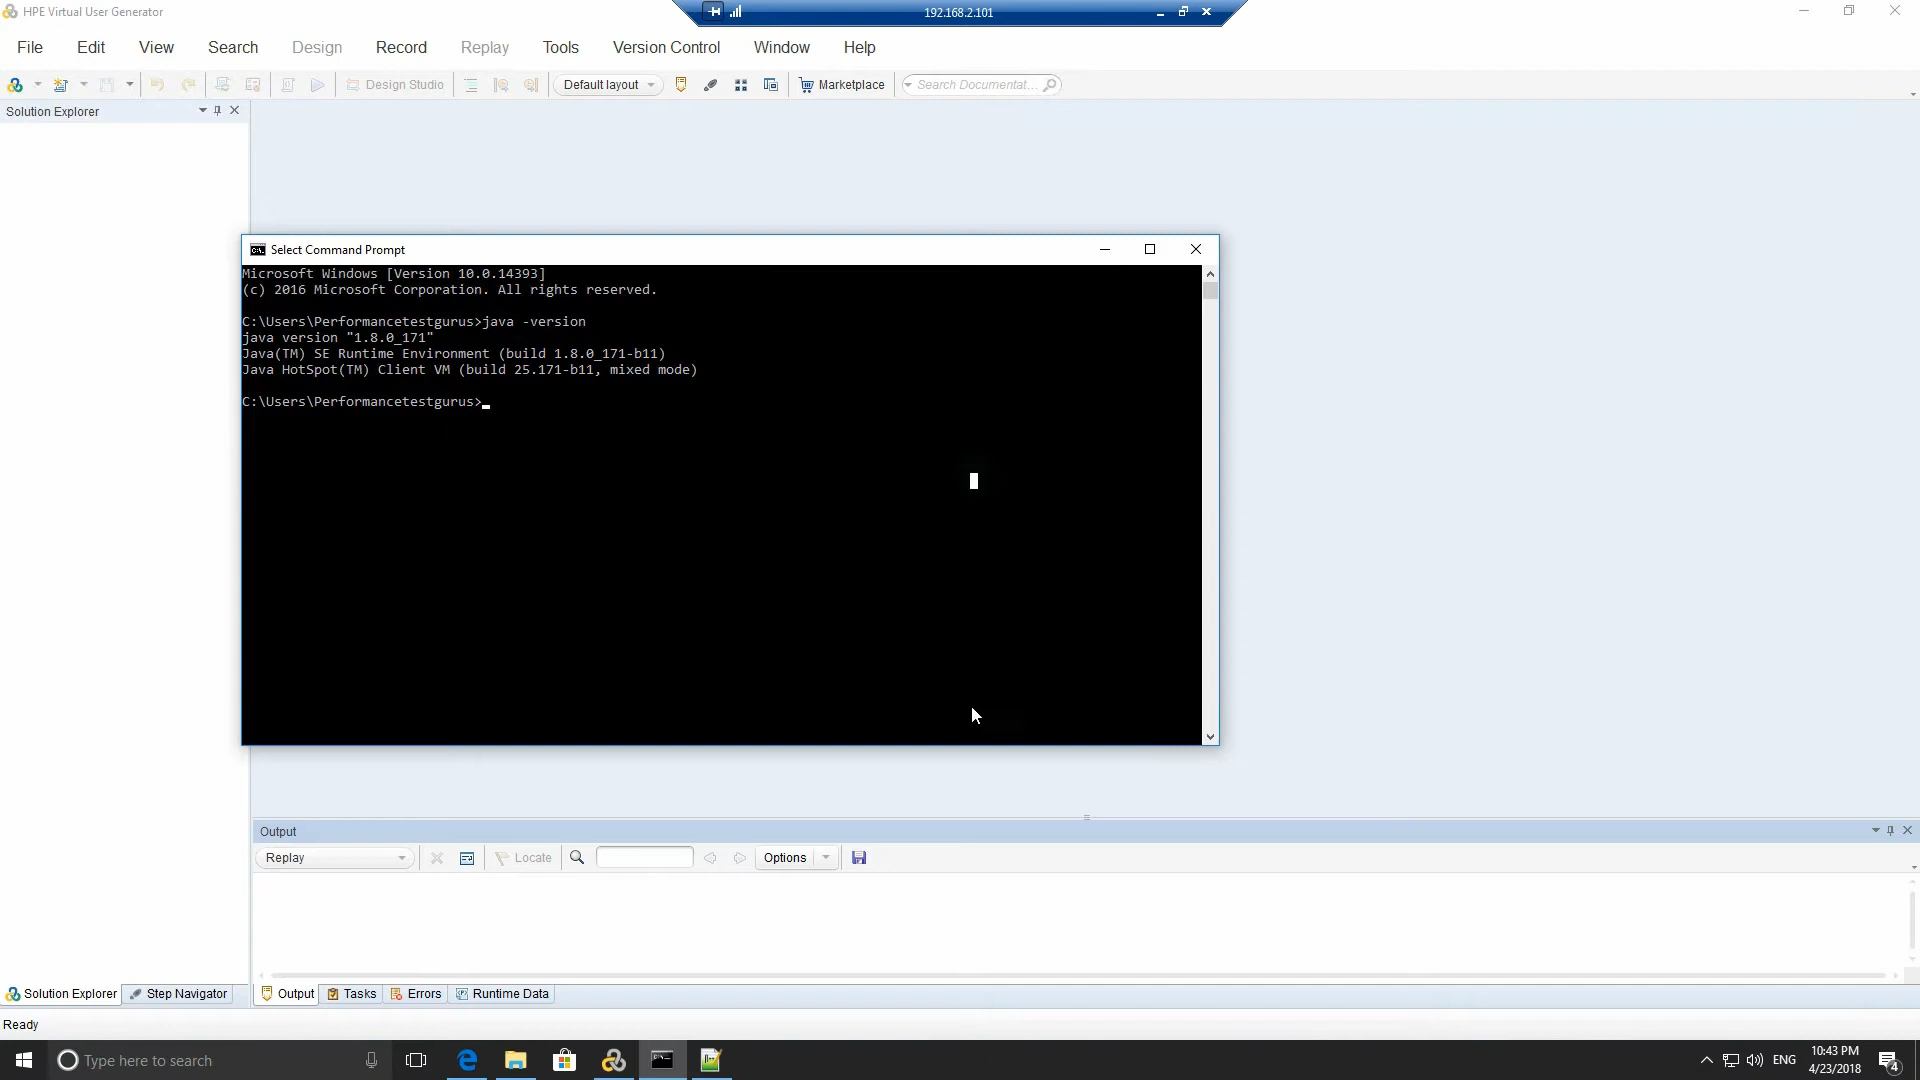 HPE Virtual User Generator
192.168.2.101
File Edit View Search Design Record Replay Tools Version Control Window Help
Design Studio Default layout Marketplace Search Documentat...
Solution Explorer
Select Command Prompt
Microsoft Windows [Version 10.0.14393]
(c) 2016 Microsoft Corporation. All rights reserved.
C:\Users\Performancetestgurus>java -version
java version "1.8.0_171"
Java(TM) SE Runtime Environment (build 1.8.0_171-b11)
Java HotSpot(TM) Client VM (build 25.171-b11, mixed mode)
C:\Users\Performancetestgurus>
Output
Replay Locate Options
Solution Explorer Step Navigator Output Tasks Errors Runtime Data
Ready
Type here to search
ENG
10:43 PM
4/23/2018
4